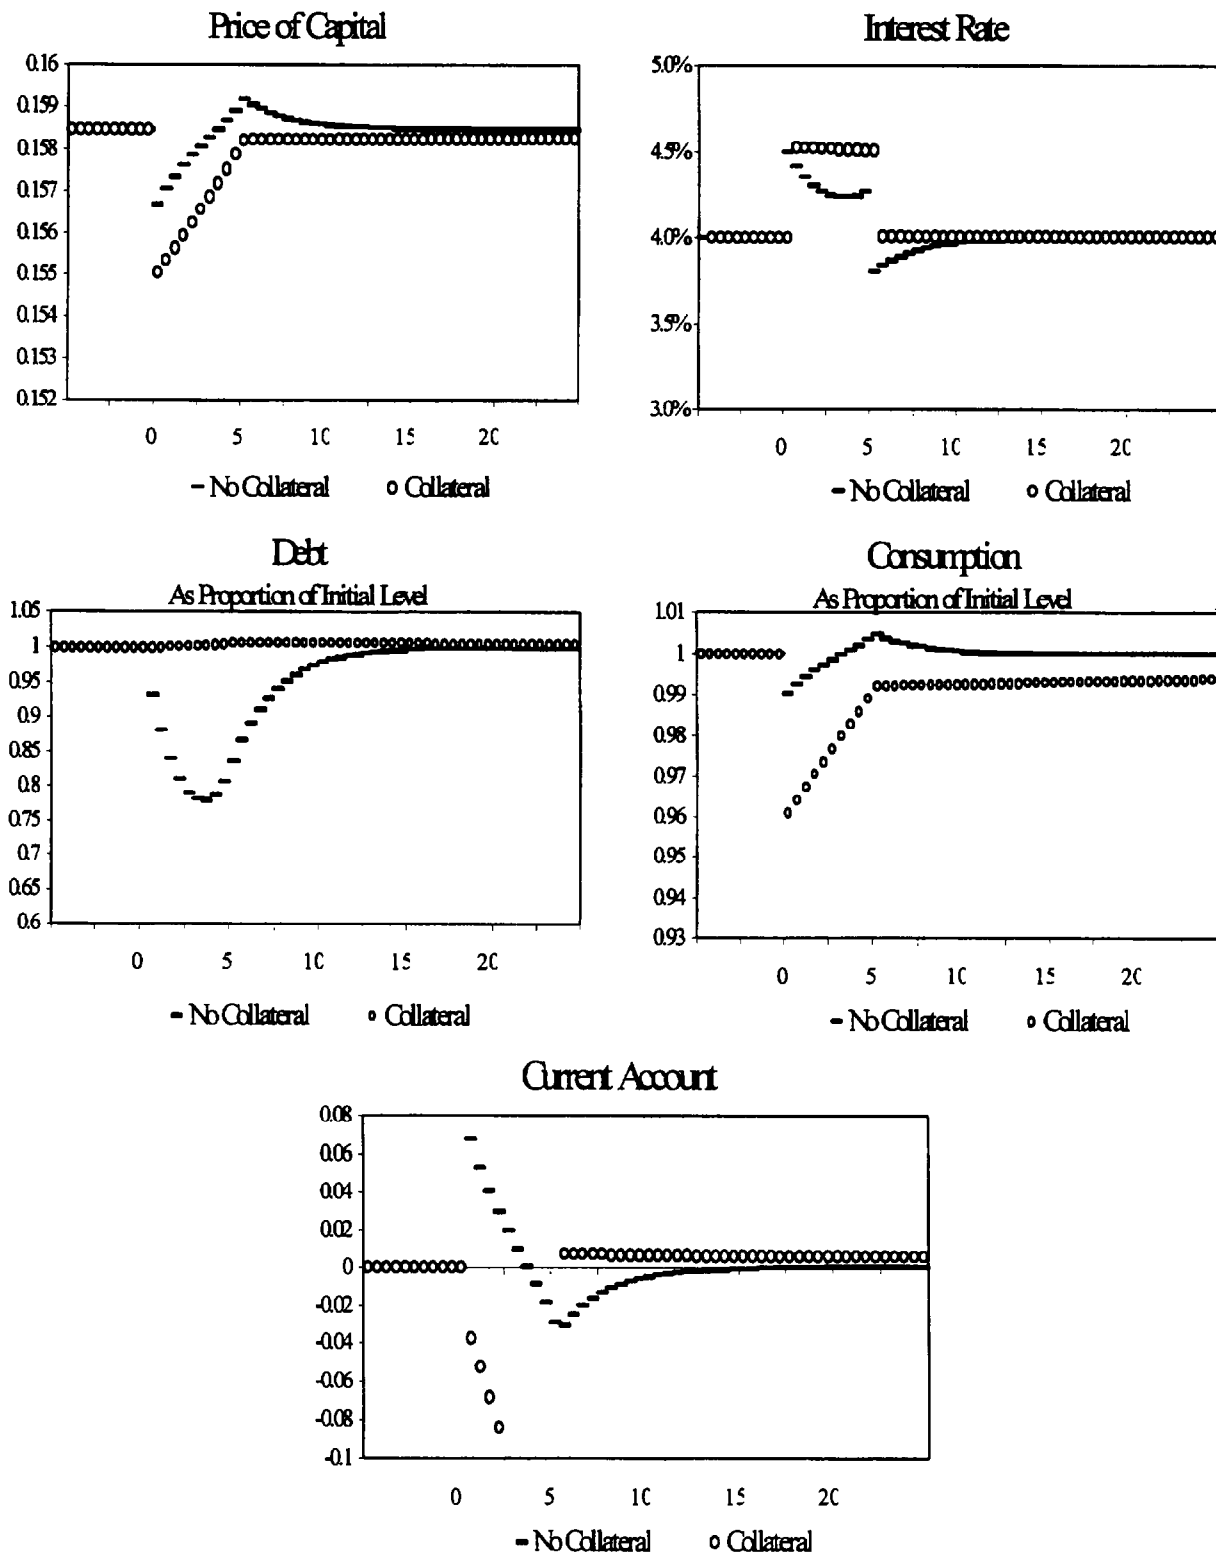 Price of Capital
0.16
0.159
0.158
0.157
0.156
0.155
0.154
0.153
0.152
0 5 10 15 20
No Collateral Collateral
Interest Rate
5.0%
4.5%
4.0%
3.5%
3.0%
0 5 10 15 20
No Collateral Collateral
Debt
As Proportion of Initial Level
1.05
1
0.95
0.9
0.85
0.8
0.75
0.7
0.65
0.6
0 5 10 15 20
No Collateral Collateral
Consumption
As Proportion of Initial Level
1.01
1
0.99
0.98
0.97
0.96
0.95
0.94
0.93
0 5 10 15 20
No Collateral Collateral
Current Account
0.08
0.06
0.04
0.02
0
-0.02
-0.04
-0.06
-0.08
-0.1
0 5 10 15 20
No Collateral Collateral